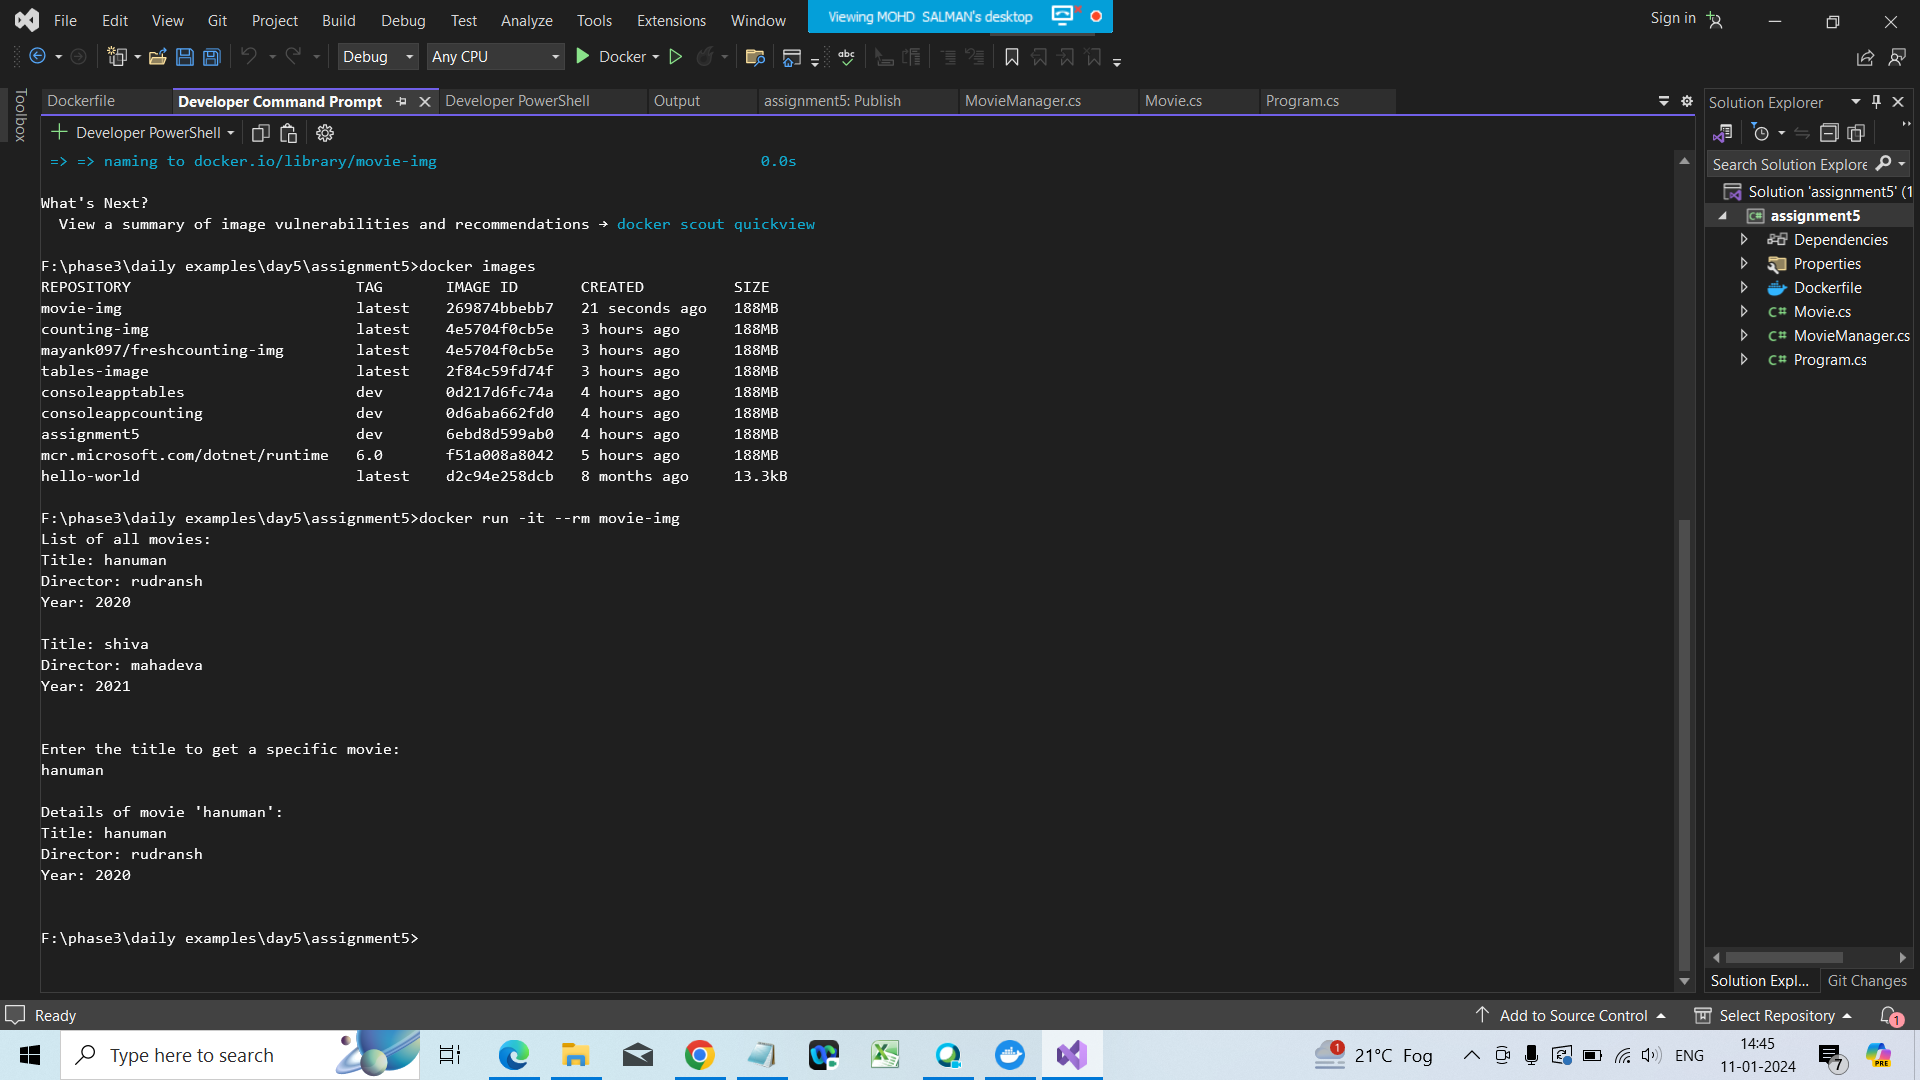 File Edit View Git Project Build Debug Test Analyze Tools Extensions Window
Viewing MOHD SALMAN's desktop
Sign in
Debug Any CPU Docker
abc
Toolbox
Dockerfile Developer Command Prompt Developer PowerShell Output assignment5: Publish MovieManager.cs Movie.cs Program.cs
+ Developer PowerShell
=> => naming to docker.io/library/movie-img 0.0s
What's Next?
View a summary of image vulnerabilities and recommendations → docker scout quickview
F:\phase3\daily examples\day5\assignment5>docker images
REPOSITORY TAG IMAGE ID CREATED SIZE
movie-img latest 269874bbebb7 21 seconds ago 188MB
counting-img latest 4e5704f0cb5e 3 hours ago 188MB
mayank097/freshcounting-img latest 4e5704f0cb5e 3 hours ago 188MB
tables-image latest 2f84c59fd74f 3 hours ago 188MB
consoleapptables dev 0d217d6fc74a 4 hours ago 188MB
consoleappcounting dev 0d6aba662fd0 4 hours ago 188MB
assignment5 dev 6ebd8d599ab0 4 hours ago 188MB
mcr.microsoft.com/dotnet/runtime 6.0 f51a008a8042 5 hours ago 188MB
hello-world latest d2c94e258dcb 8 months ago 13.3kB
F:\phase3\daily examples\day5\assignment5>docker run -it --rm movie-img
List of all movies:
Title: hanuman
Director: rudransh
Year: 2020
Title: shiva
Director: mahadeva
Year: 2021
Enter the title to get a specific movie:
hanuman
Details of movie 'hanuman':
Title: hanuman
Director: rudransh
Year: 2020
F:\phase3\daily examples\day5\assignment5>
Solution Explorer
Search Solution Explore
Solution 'assignment5' (1
C# assignment5
Dependencies
Properties
Dockerfile
C# Movie.cs
C# MovieManager.cs
C# Program.cs
Solution Expl... Git Changes
Ready
Add to Source Control Select Repository 1
Type here to search
1 21°C Fog
ENG
14:45
11-01-2024
7
PRE